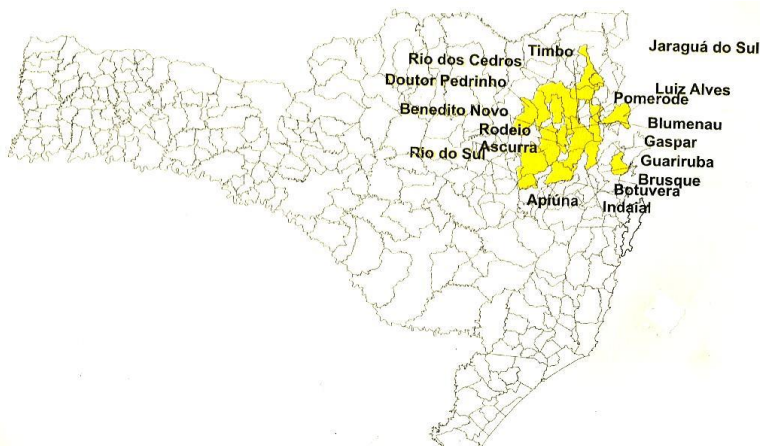 Timbo
Jaraguá do Sul
Rio dos Cedros
Doutor Pedrinho
Luiz Alves
Pomerode
Benedito Novo
Blumenau
Rodeio
Gaspar
Ascurra
Rio do Sul
Guariruba
Brusque
Botuvera
Apiúna
Indaial